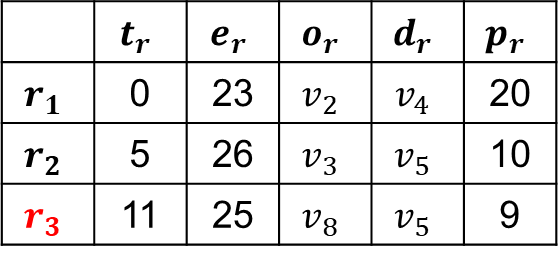 t_r e_r o_r d_r p_r
r_1 0 23 v_2 v_4 20
r_2 5 26 v_3 v_5 10
r_3 11 25 v_8 v_5 9